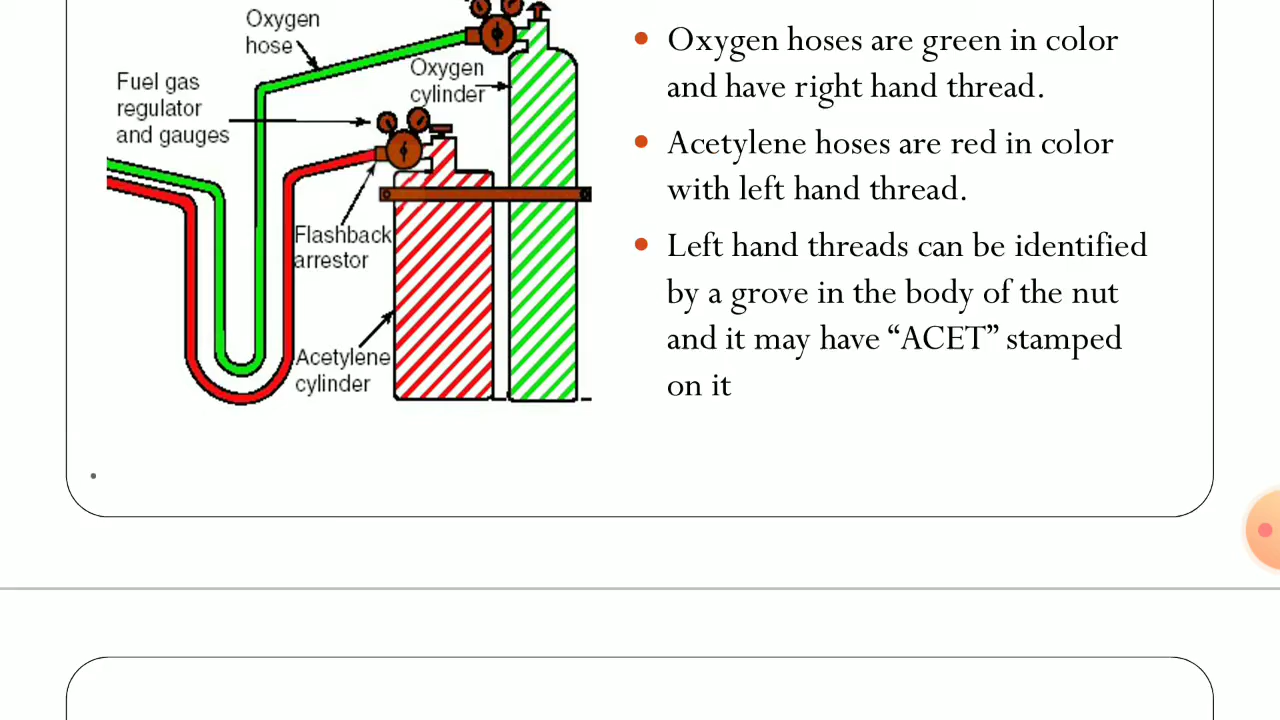 Oxygen
hose
Fuel gas
regulator
and gauges
Oxygen
cylinder
Flashback
arrestor
Acetylene
cylinder
• Oxygen hoses are green in color
and have right hand thread.
• Acetylene hoses are red in color
with left hand thread.
• Left hand threads can be identified
by a grove in the body of the nut
and it may have “ACET” stamped
on it